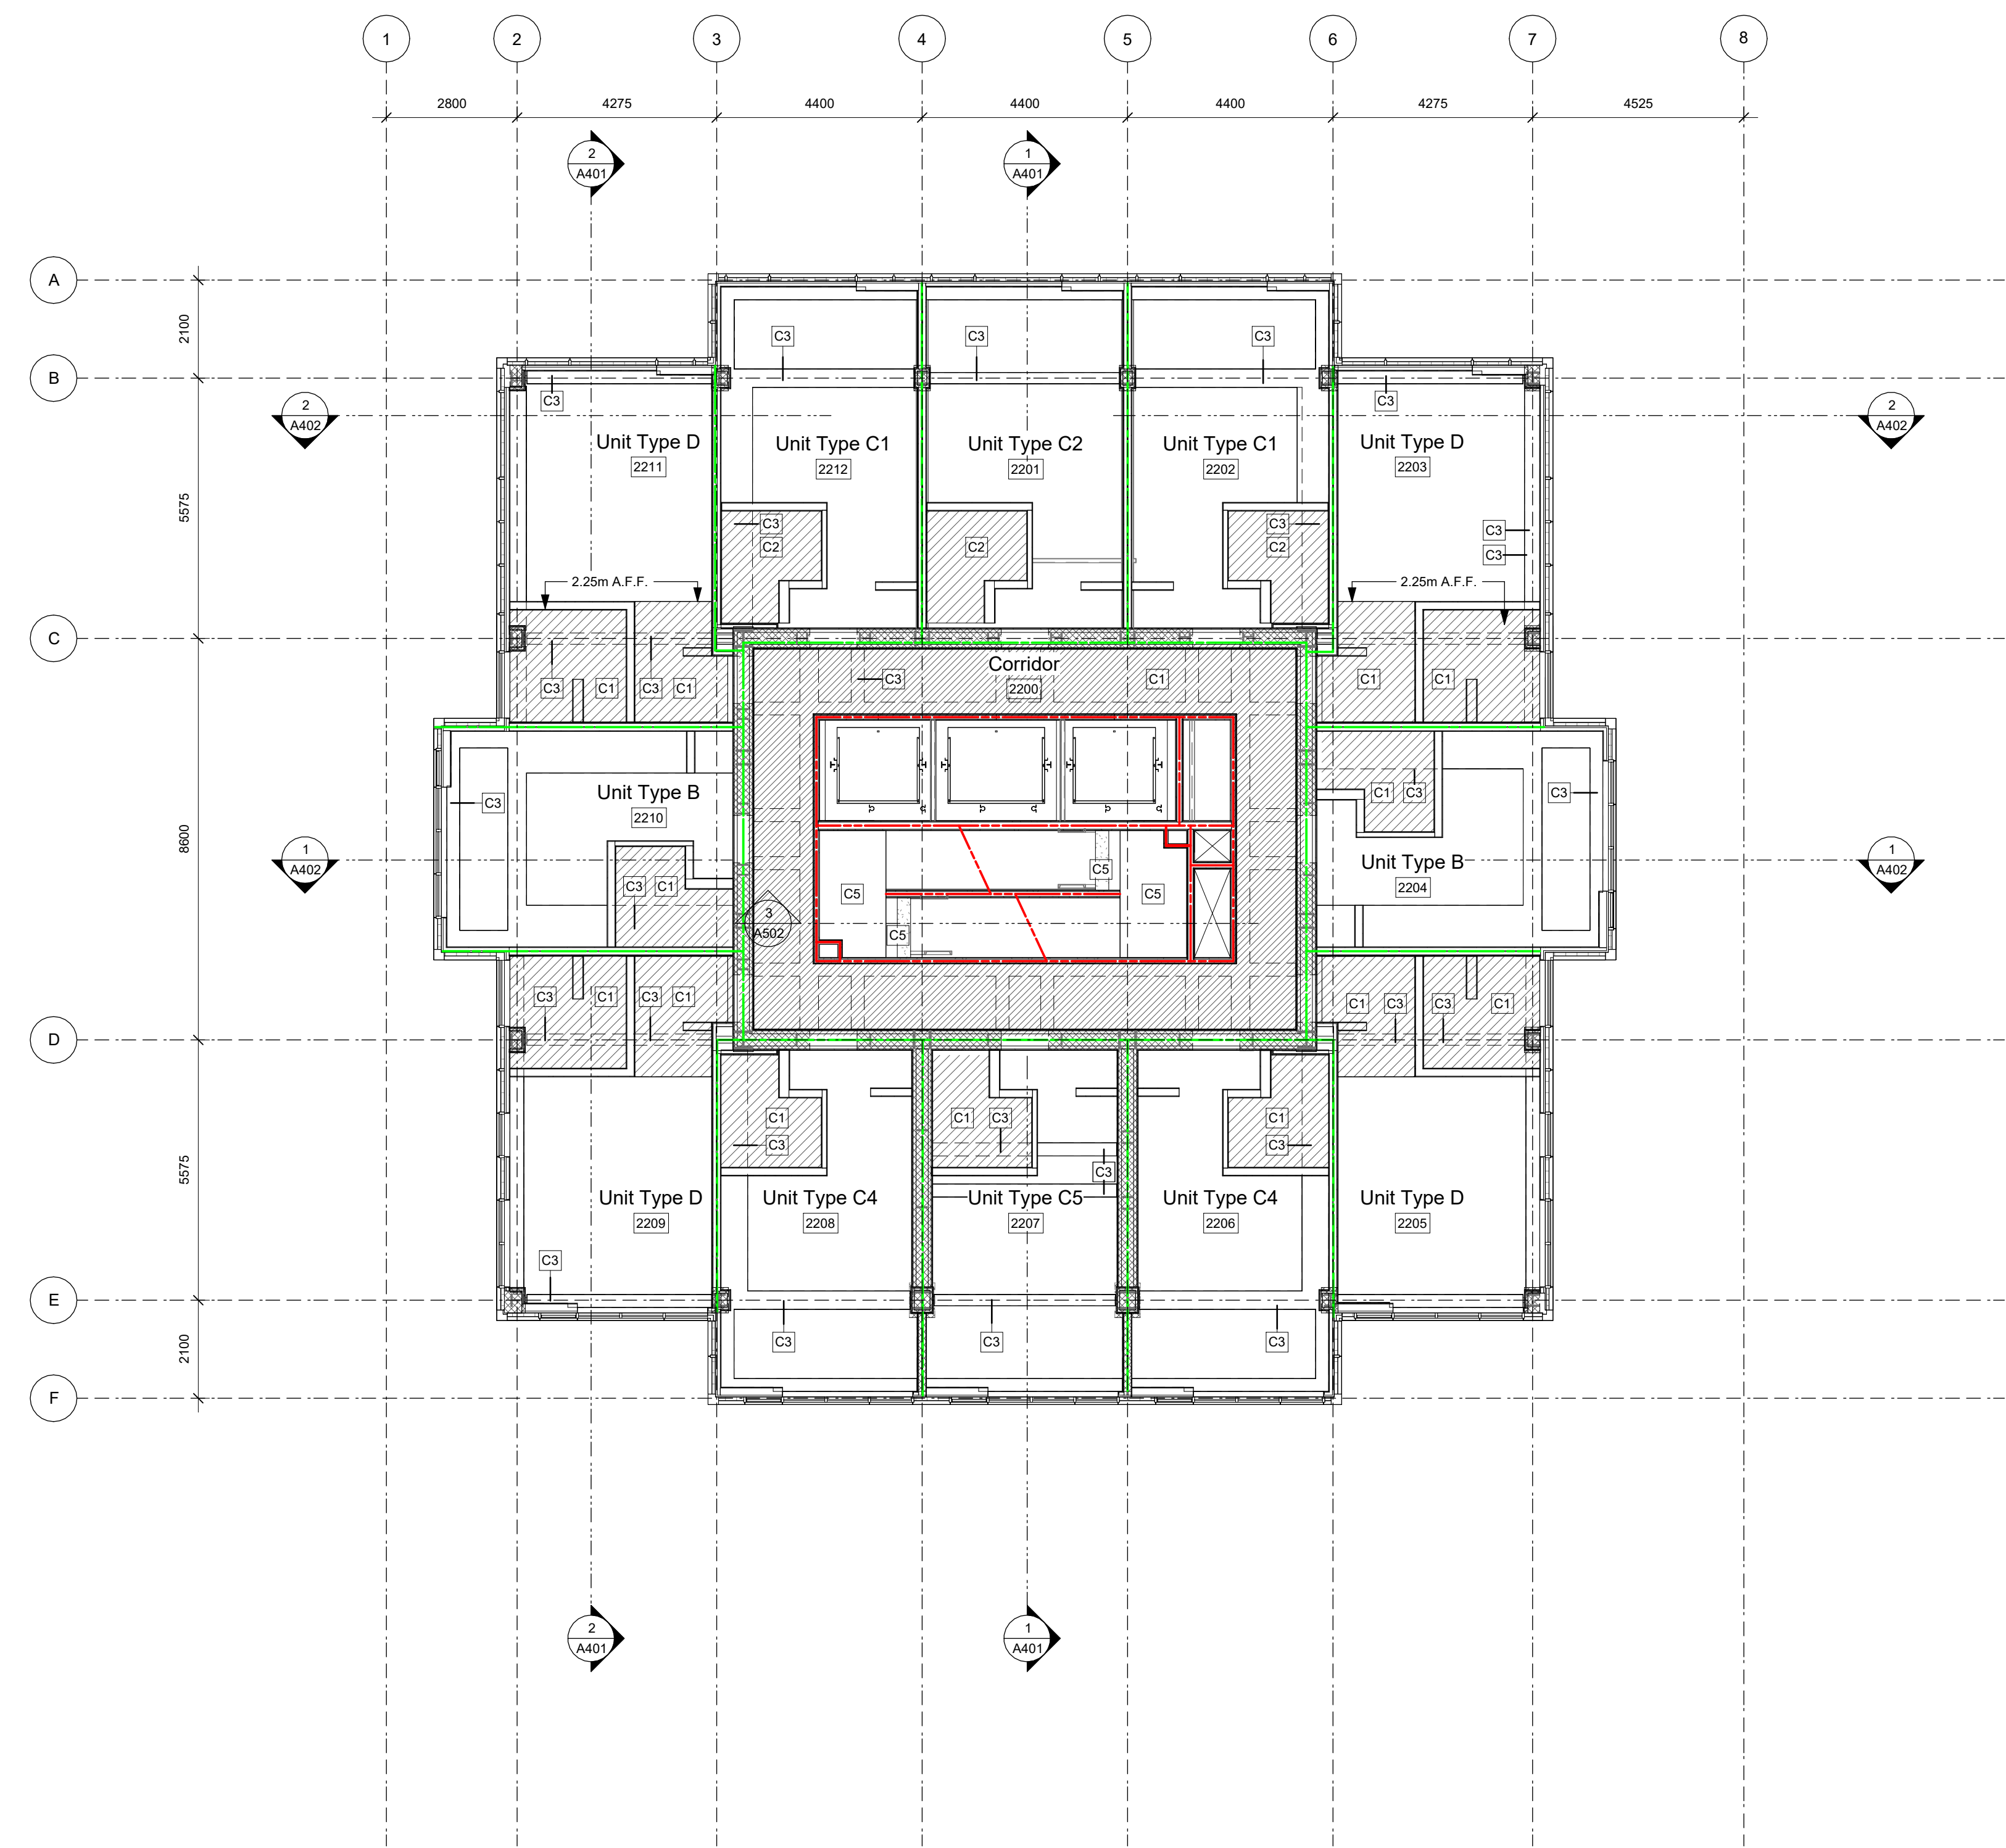 1 2 3 4 5 6 7 8
2800 4275 4400 4400 4400 4275 4525
2
A401
1
A401
A
2100
B
C3 C3 C3
C3 C3
2
A402
2
A402
Unit Type D
2211
Unit Type C1
2212
Unit Type C2
2201
Unit Type C1
2202
Unit Type D
2203
5575
C3
C2
C2
C3
C2
C3
C3
2.25m A.F.F.
2.25m A.F.F.
C
Corridor
2200
C3 C1 C3 C1
C3 C1
C1 C1
8600
Unit Type B
2210
C3
C1 C3
C3
1
A402
1
A402
Unit Type B
2204
C3 C1
C5 C5 C5
C5
3
A502
C3 C1 C3 C1
C1 C3 C3 C1
D
C1
C3
C1 C3
C3
C1
C3
5575
Unit Type D
2209
Unit Type C4
2208
Unit Type C5
2207
Unit Type C4
2206
Unit Type D
2205
C3
E
2100
C3 C3 C3
F
2
A401
1
A401